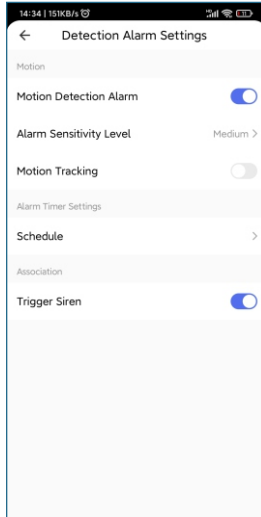 14:34 | 151KB/s
Detection Alarm Settings
Motion
Motion Detection Alarm
Alarm Sensitivity Level Medium >
Motion Tracking
Alarm Timer Settings
Schedule >
Association
Trigger Siren